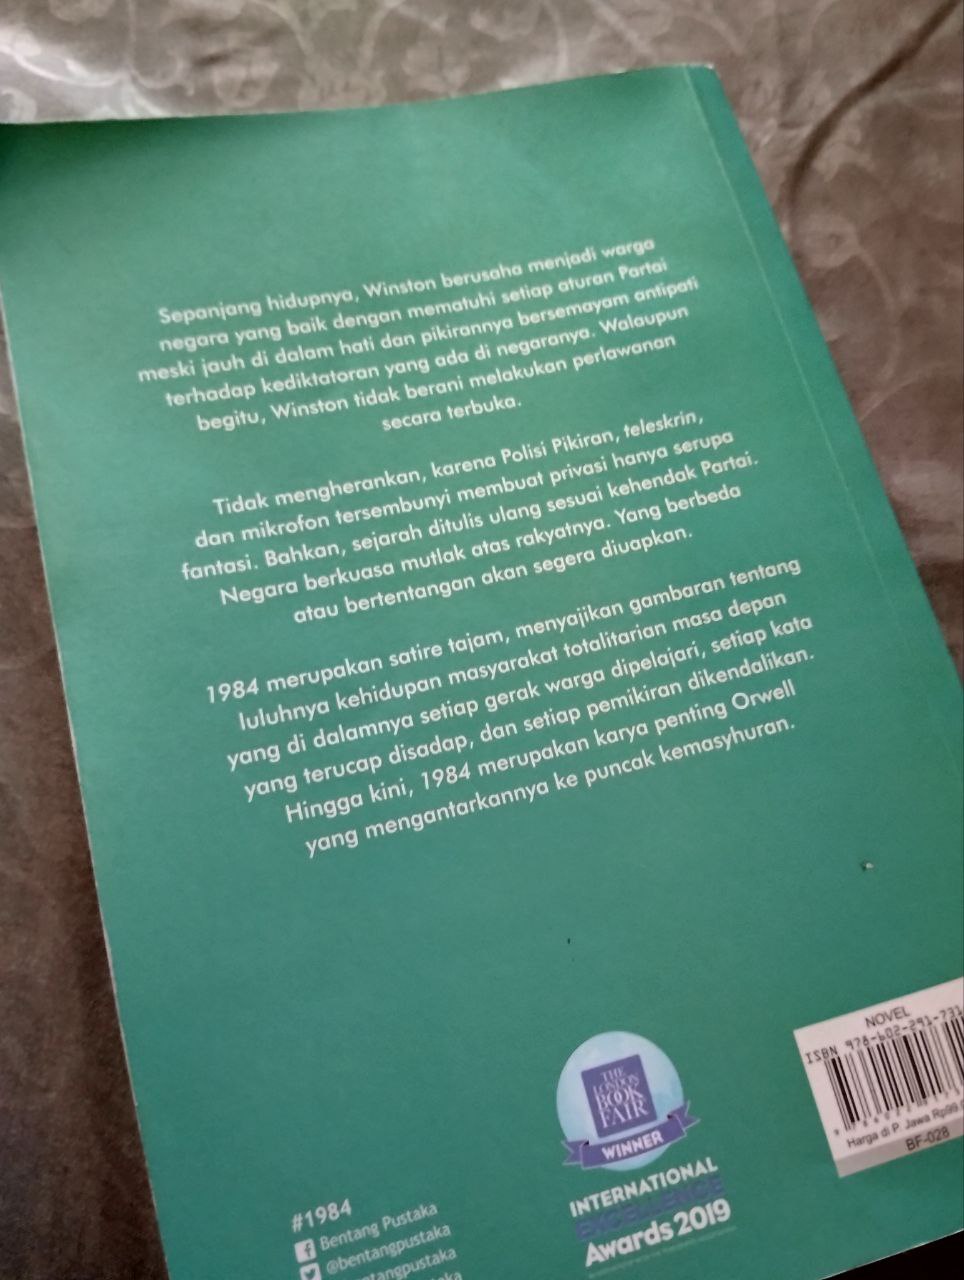 Sepanjang hidupnya, Winston berusaha menjadi warga
negara yang baik dengan mematuhi setiap aturan Partai
meski jauh di dalam hati dan pikirannya bersemayam antipati
terhadap kediktatoran yang ada di negaranya. Walaupun
begitu, Winston tidak berani melakukan perlawanan
secara terbuka.
Tidak mengherankan, karena Polisi Pikiran, teleskrin,
dan mikrofon tersembunyi membuat privasi hanya serupa
fantasi. Bahkan, sejarah ditulis ulang sesuai kehendak Partai.
Negara berkuasa mutlak atas rakyatnya. Yang berbeda
atau bertentangan akan segera diuapkan.
1984 merupakan satire tajam, menyajikan gambaran tentang
luluhnya kehidupan masyarakat totalitarian masa depan
yang di dalamnya setiap gerak warga dipelajari, setiap kata
yang terucap disadap, dan setiap pemikiran dikendalikan.
Hingga kini, 1984 merupakan karya penting Orwell
yang mengantarkannya ke puncak kemasyhuran.
NOVEL
ISBN 978-602-291-731
Harga di P. Jawa Rp99.
BF-028
THE
LONDON
BOOK
FAIR
WINNER
INTERNATIONAL
EXCELLENCE
Awards 2019
#1984
Bentang Pustaka
@bentangpustaka
bentangpustaka